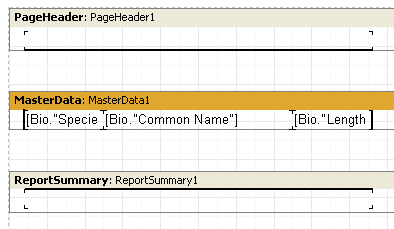 PageHeader: PageHeader1
MasterData: MasterData1
[Bio."Specie [Bio."Common Name"] [Bio."Length
ReportSummary: ReportSummary1